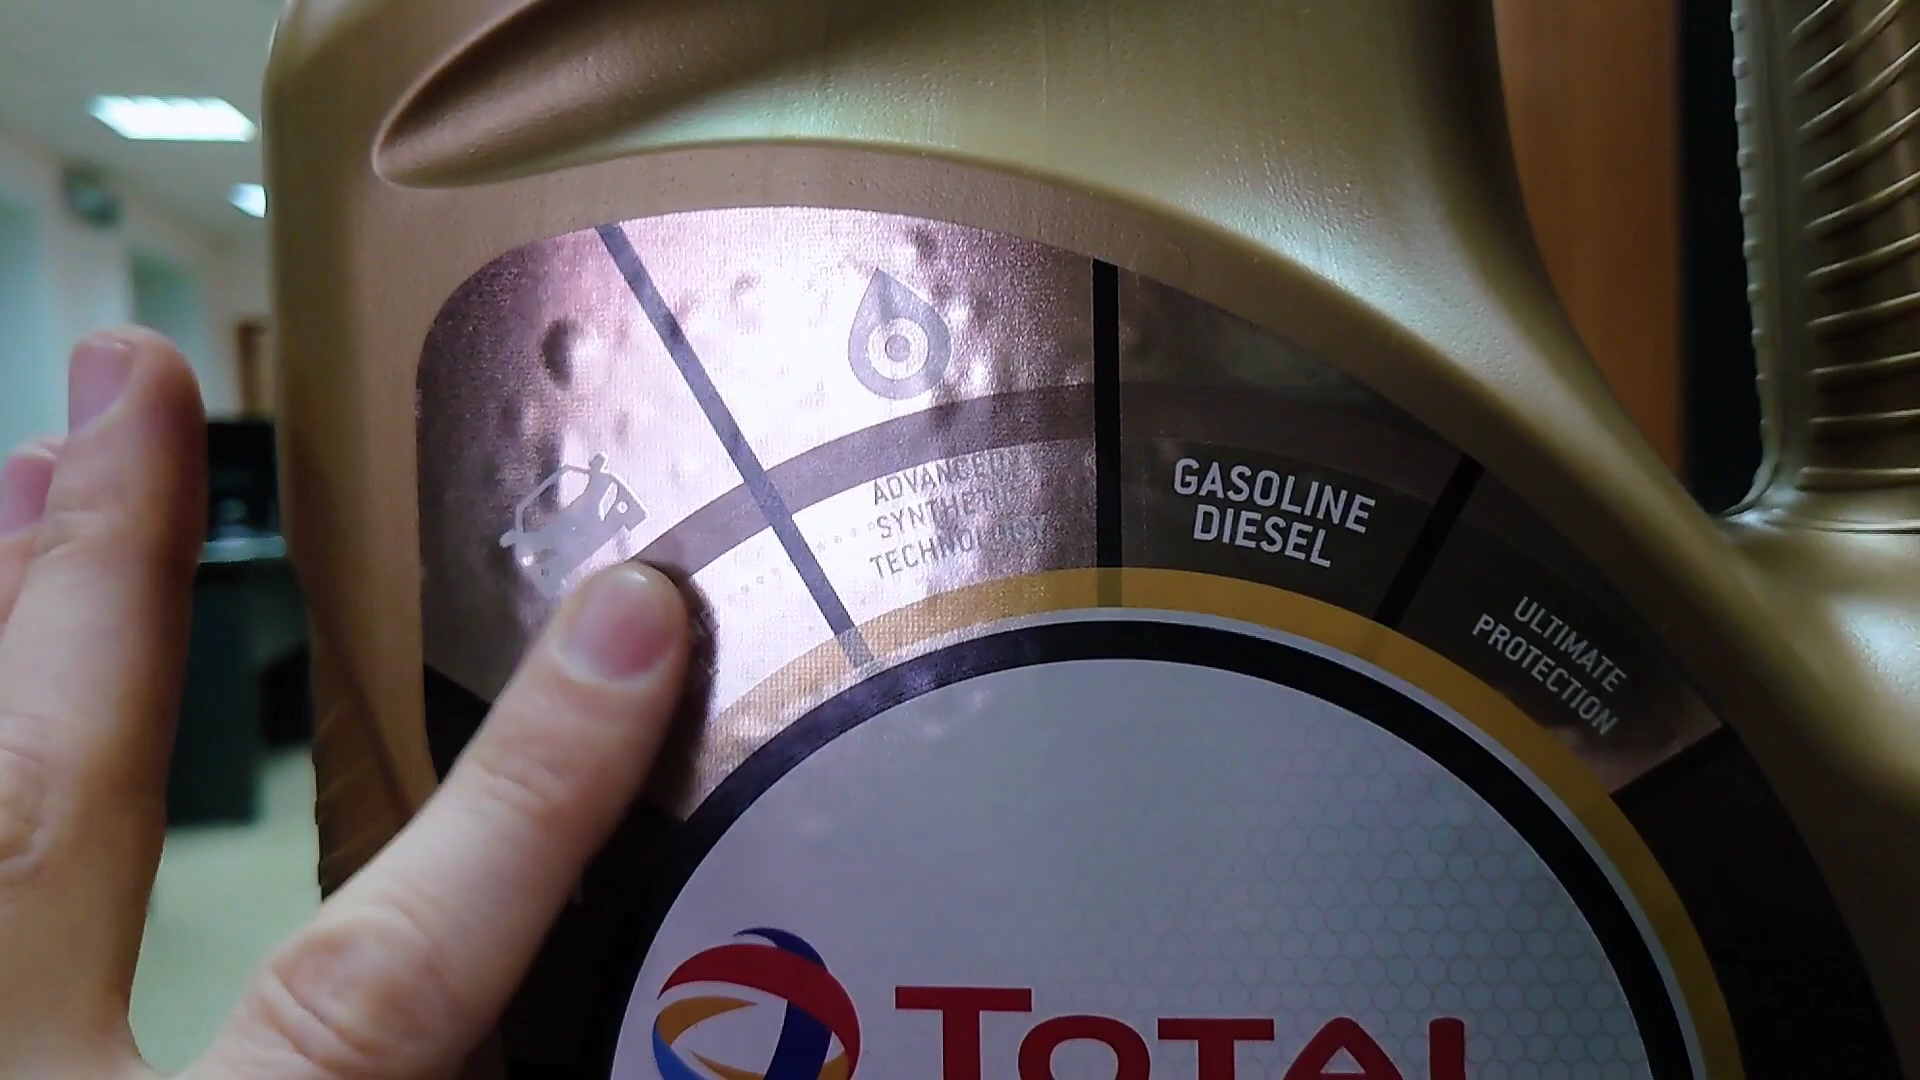 ADVANCED
SYNTHETIC
TECHNOLOGY
GASOLINE
DIESEL
ULTIMATE
PROTECTION
TOTAL